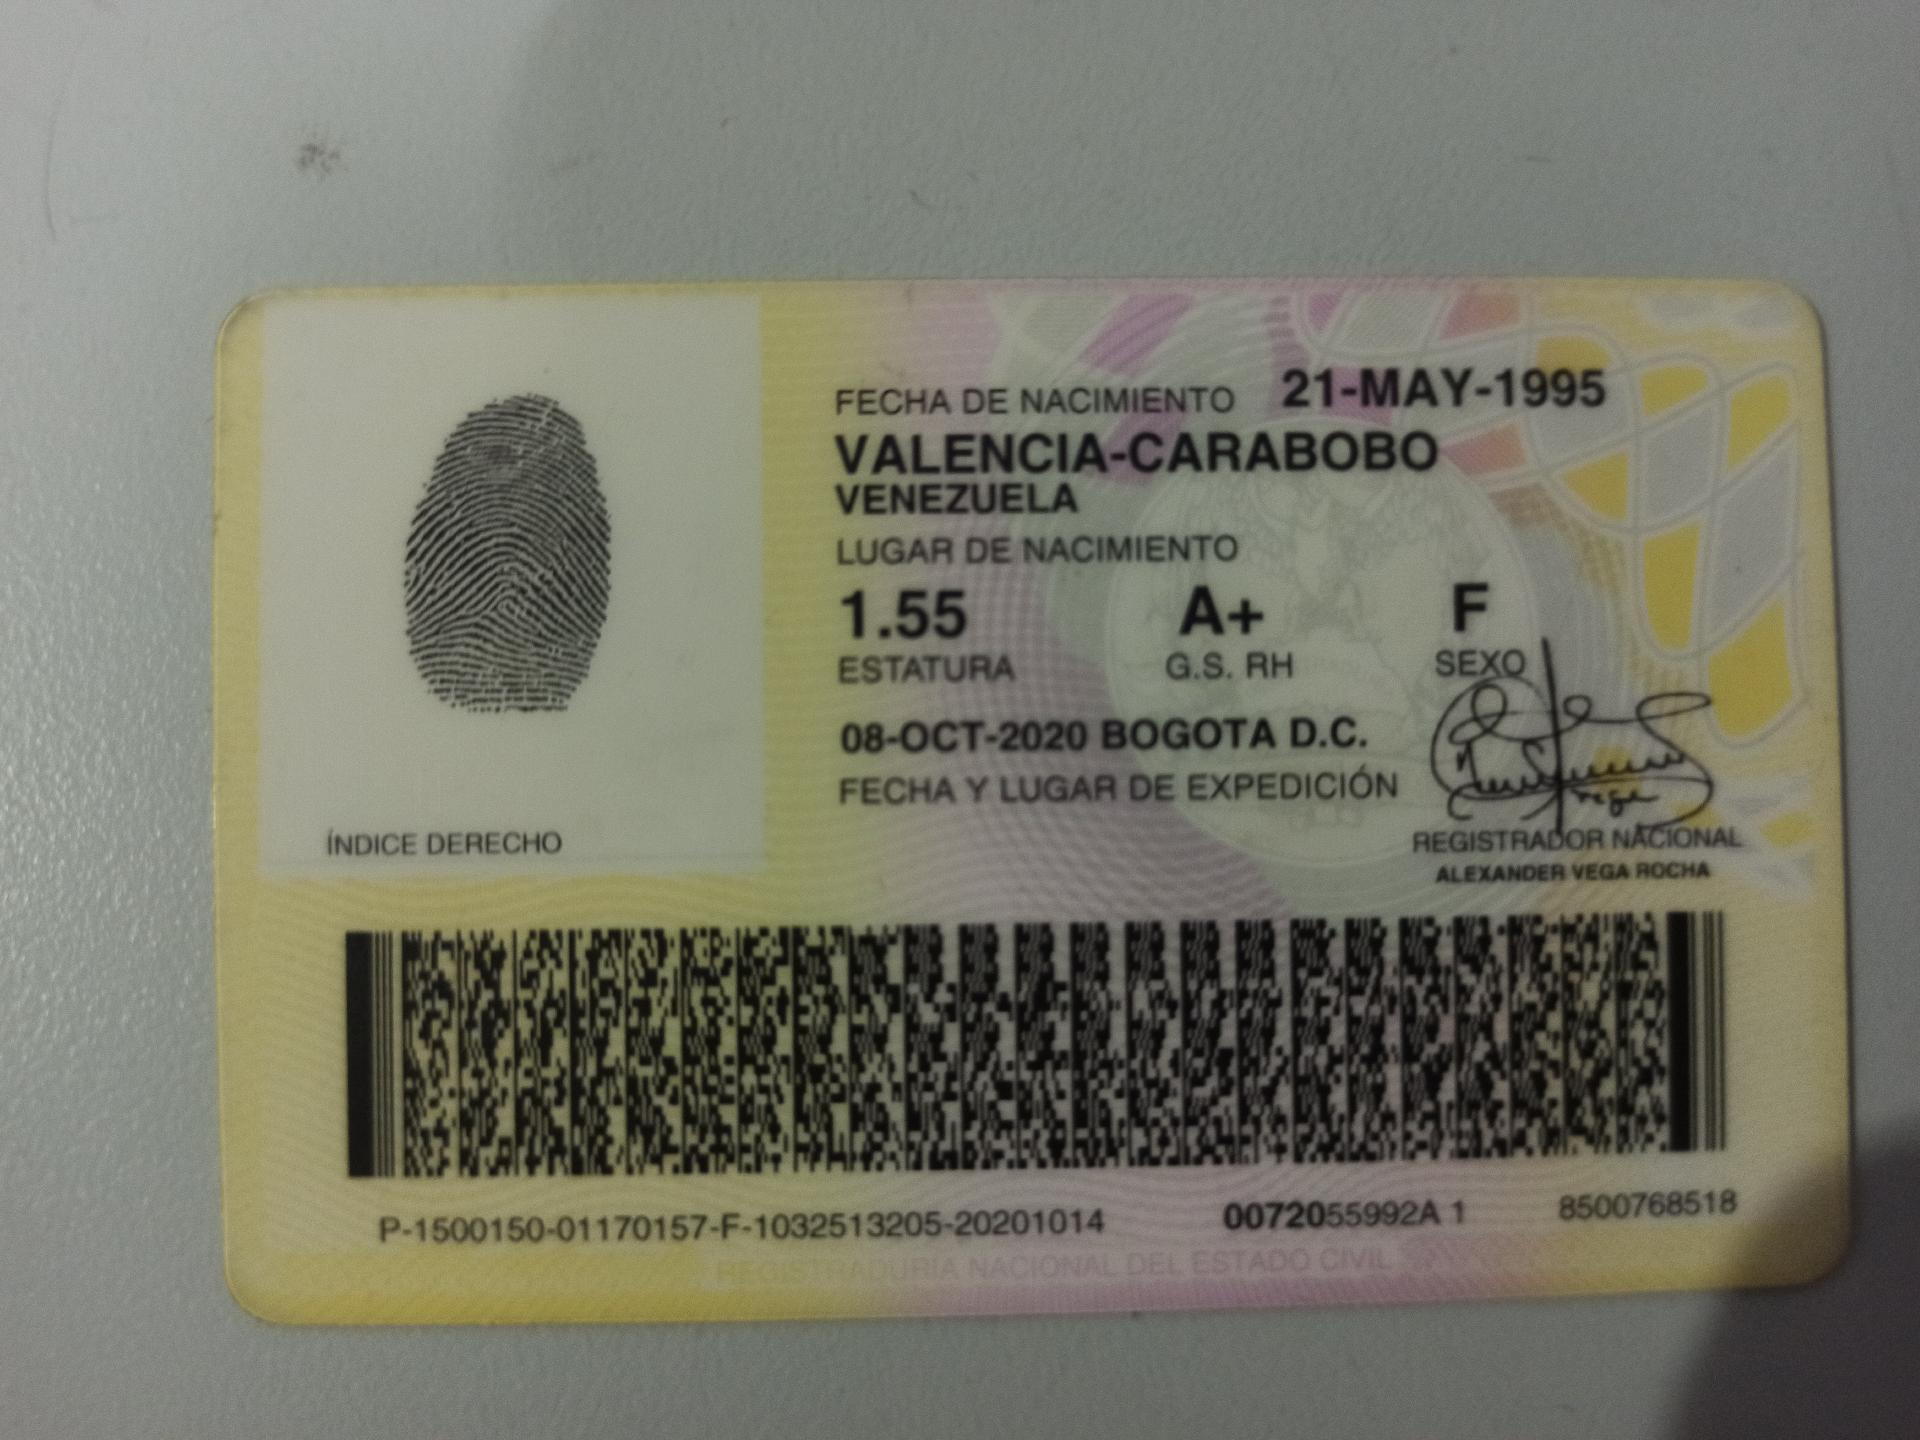 FECHA DE NACIMIENTO 21-MAY-1995
VALENCIA-CARABOBO
VENEZUELA
LUGAR DE NACIMIENTO
1.55 A+ F
ESTATURA G.S. RH SEXO
08-OCT-2020 BOGOTA D.C.
FECHA Y LUGAR DE EXPEDICIÓN
ÍNDICE DERECHO
REGISTRADOR NACIONAL
ALEXANDER VEGA ROCHA
P-1500150-01170157-F-1032513205-20201014 0072055992A 1 8500768518
REGISTRADURIA NACIONAL DEL ESTADO CIVIL